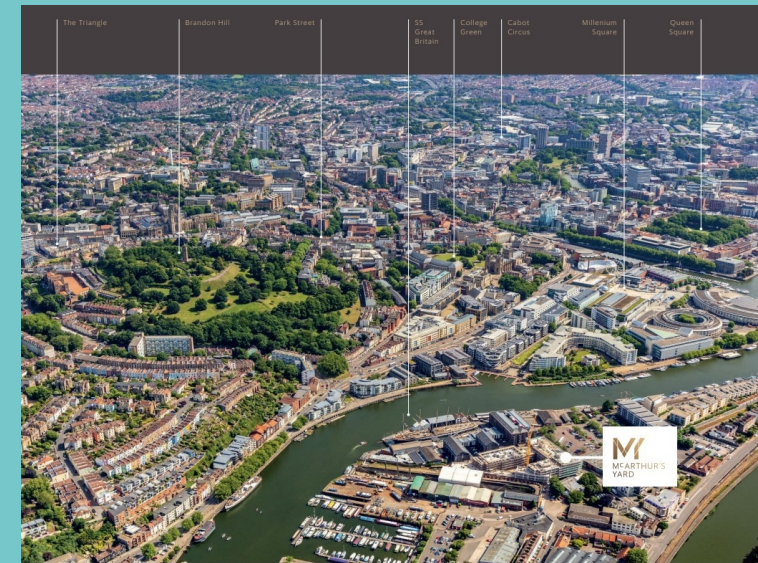 The Triangle
Brandon Hill
Park Street
SS
Great
Britain
College
Green
Cabot
Circus
Millenium
Square
Queen
Square
MY
McARTHUR'S
YARD